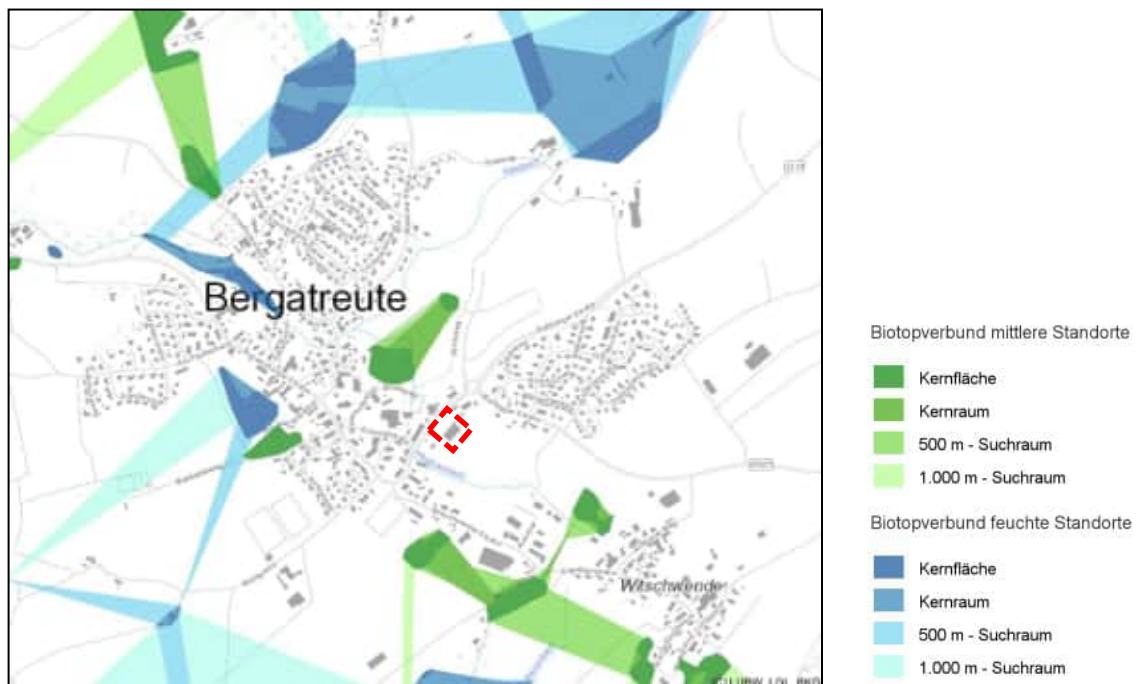 Bergatreute
Witschwende
Biotopverbund mittlere Standorte
Kernfläche
Kernraum
500 m - Suchraum
1.000 m - Suchraum
Biotopverbund feuchte Standorte
Kernfläche
Kernraum
500 m - Suchraum
1.000 m - Suchraum